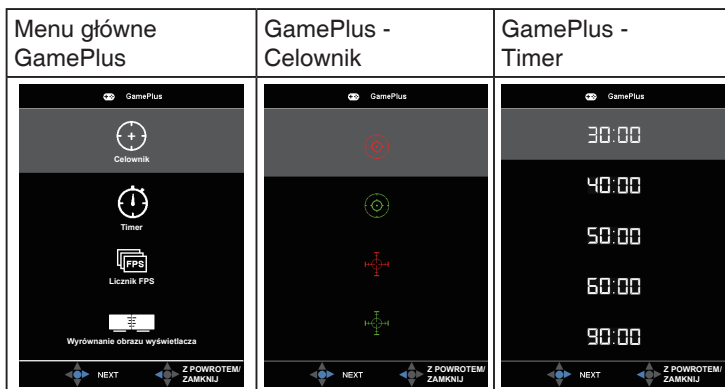 Menu główne
GamePlus
GamePlus -
Celownik
GamePlus -
Timer
GamePlus
Celownik
Timer
FPS
Licznik FPS
Wyrównanie obrazu wyświetlacza
NEXT
Z POWROTEM/
ZAMKNIJ
GamePlus
NEXT
Z POWROTEM/
ZAMKNIJ
GamePlus
30:00
40:00
50:00
60:00
90:00
NEXT
Z POWROTEM/
ZAMKNIJ